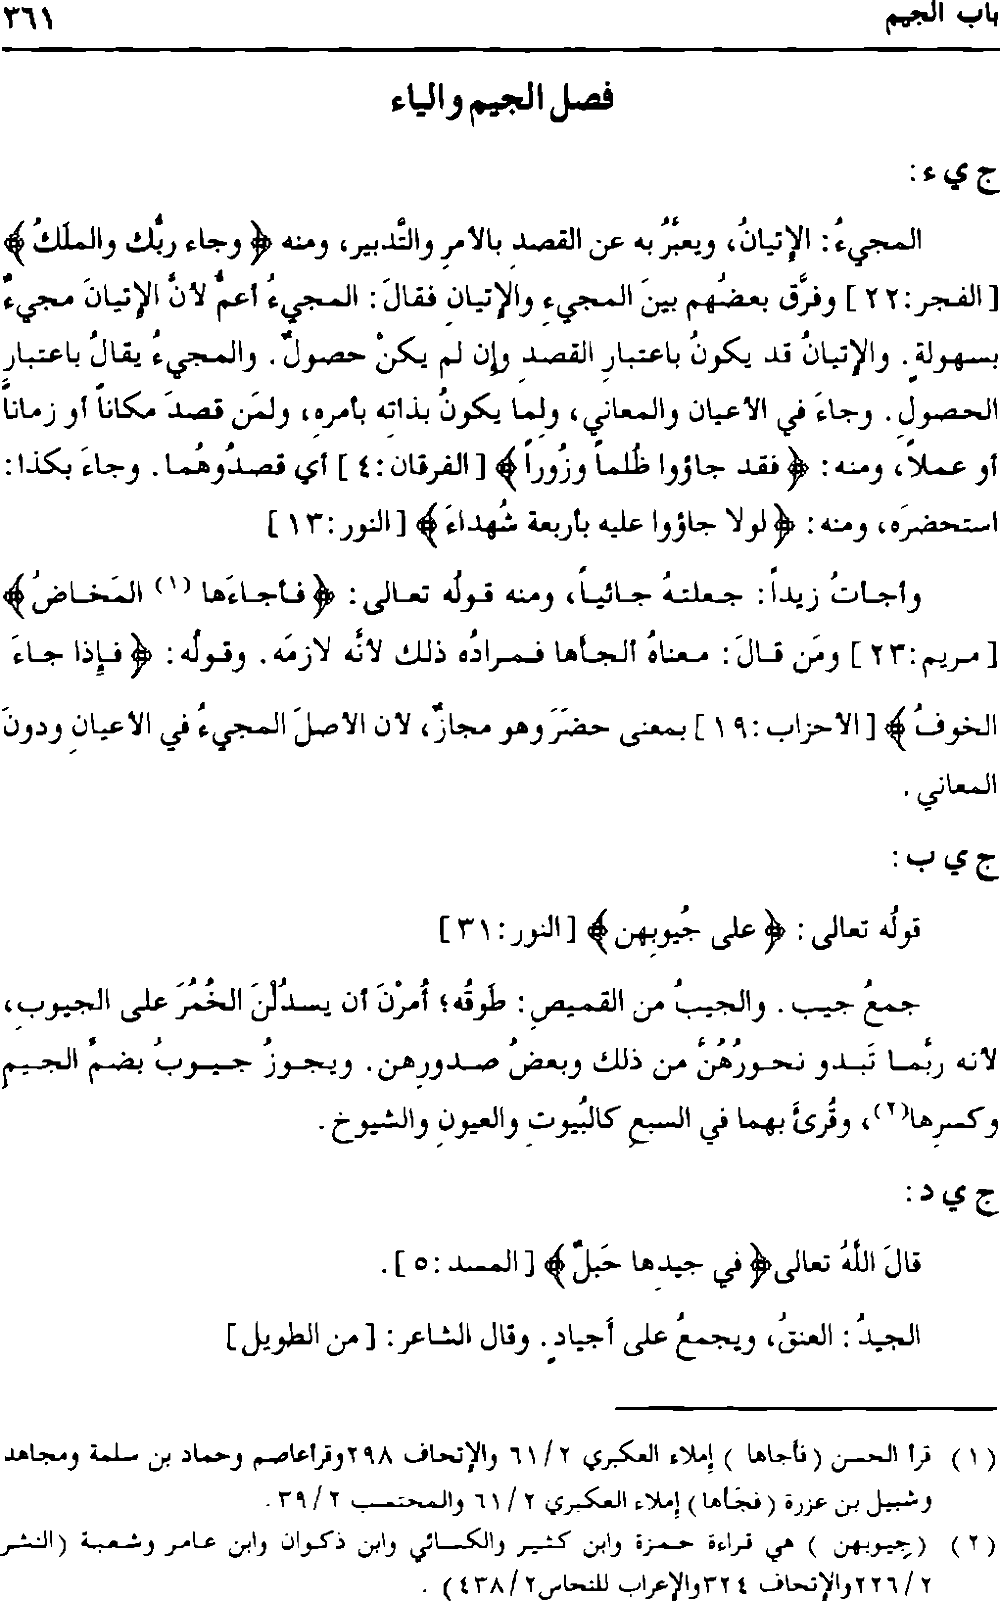 باب الجيم ٣٦١
فصل الجيم والياء
ج ي ء :
المجيءُ: الإتيانُ، ويعبَّرُ به عن القصدِ بالأمرِ والتَّدبير، ومنه ﴿ وجاء ربُّك والملَكُ ﴾
[ الفجر: ٢٢ ] وفرَّق بعضُهم بينَ المجيءِ والإتيانِ فقالَ: المجيءُ أعمُّ لأنَّ الإتيانَ مجيءٌ
بسهولةٍ. والإتيانُ قد يكونُ باعتبارِ القصدِ وإن لم يكنْ حصولٌ. والمجيءُ يقالُ باعتبارِ
الحصولِ. وجاءَ في الأعيان والمعاني، ولِما يكونُ بذاتِه بأمرِه، ولمَن قصدَ مكاناً أو زماناً
أو عملاً، ومنه: ﴿ فقد جاؤوا ظُلماً وزُوراً ﴾ [ الفرقان: ٤ ] أي قصدُوهُما. وجاءَ بكذا:
استحضرَه، ومنه: ﴿ لولا جاؤوا عليه بأربعة شُهداءَ ﴾ [ النور: ١٣ ]
وأجأتُ زيداً: جعلتهُ جائياً، ومنه قولُه تعالى: ﴿ فأجاءَها (١) المَخاضُ ﴾
[ مريم: ٢٣ ] ومَن قالَ: معناهُ ألجأها فمرادُه ذلك لأنَّه لازمَه. وقولُه: ﴿ فإذا جاءَ
الخوفُ ﴾ [ الأحزاب: ١٩ ] بمعنى حضَرَ وهو مجازٌ، لأن الأصلَ المجيءُ في الأعيانِ ودونَ
المعاني .
ج ي ب :
قولُه تعالى: ﴿ على جُيوبِهن ﴾ [ النور: ٣١ ]
جمعُ جيب. والجيبُ من القميصِ: طَوقُه؛ أُمرْنَ أن يسدُلْنَ الخُمُرَ على الجيوبِ،
لأنه ربَّما تَبدو نحورُهُنَّ من ذلك وبعضُ صدورِهن. ويجوزُ جيوبُ بضمِّ الجيمِ
وكسرِها(٢)، وقُرئَ بهما في السبعِ كالبُيوتِ والعيونِ والشيوخ .
ج ي د :
قالَ اللَّهُ تعالى ﴿ في جيدِها حَبلٌ ﴾ [ المسد: ٥ ] .
الجيدُ: العنقُ، ويجمعُ على أجيادٍ. وقال الشاعر: [ من الطويل ]
(١) قرأ الحسن ( فأجاها ) إملاء العكبري ٦١/٢ والإتحاف ٢٩٨ وقرأ عاصم وحماد بن سلمة ومجاهد
وشبيل بن عزرة ( فجَأها ) إملاء العكبري ٦١/٢ والمحتسب ٣٩/٢ .
(٢) ( جِيوبهن ) هي قراءة حمزة وابن كثير والكسائي وابن ذكوان وابن عامر وشعبة ( النشر
٢٢٦/٢ والإتحاف ٣٢٤ والإعراب للنحاس ٤٣٨/٢ ) .